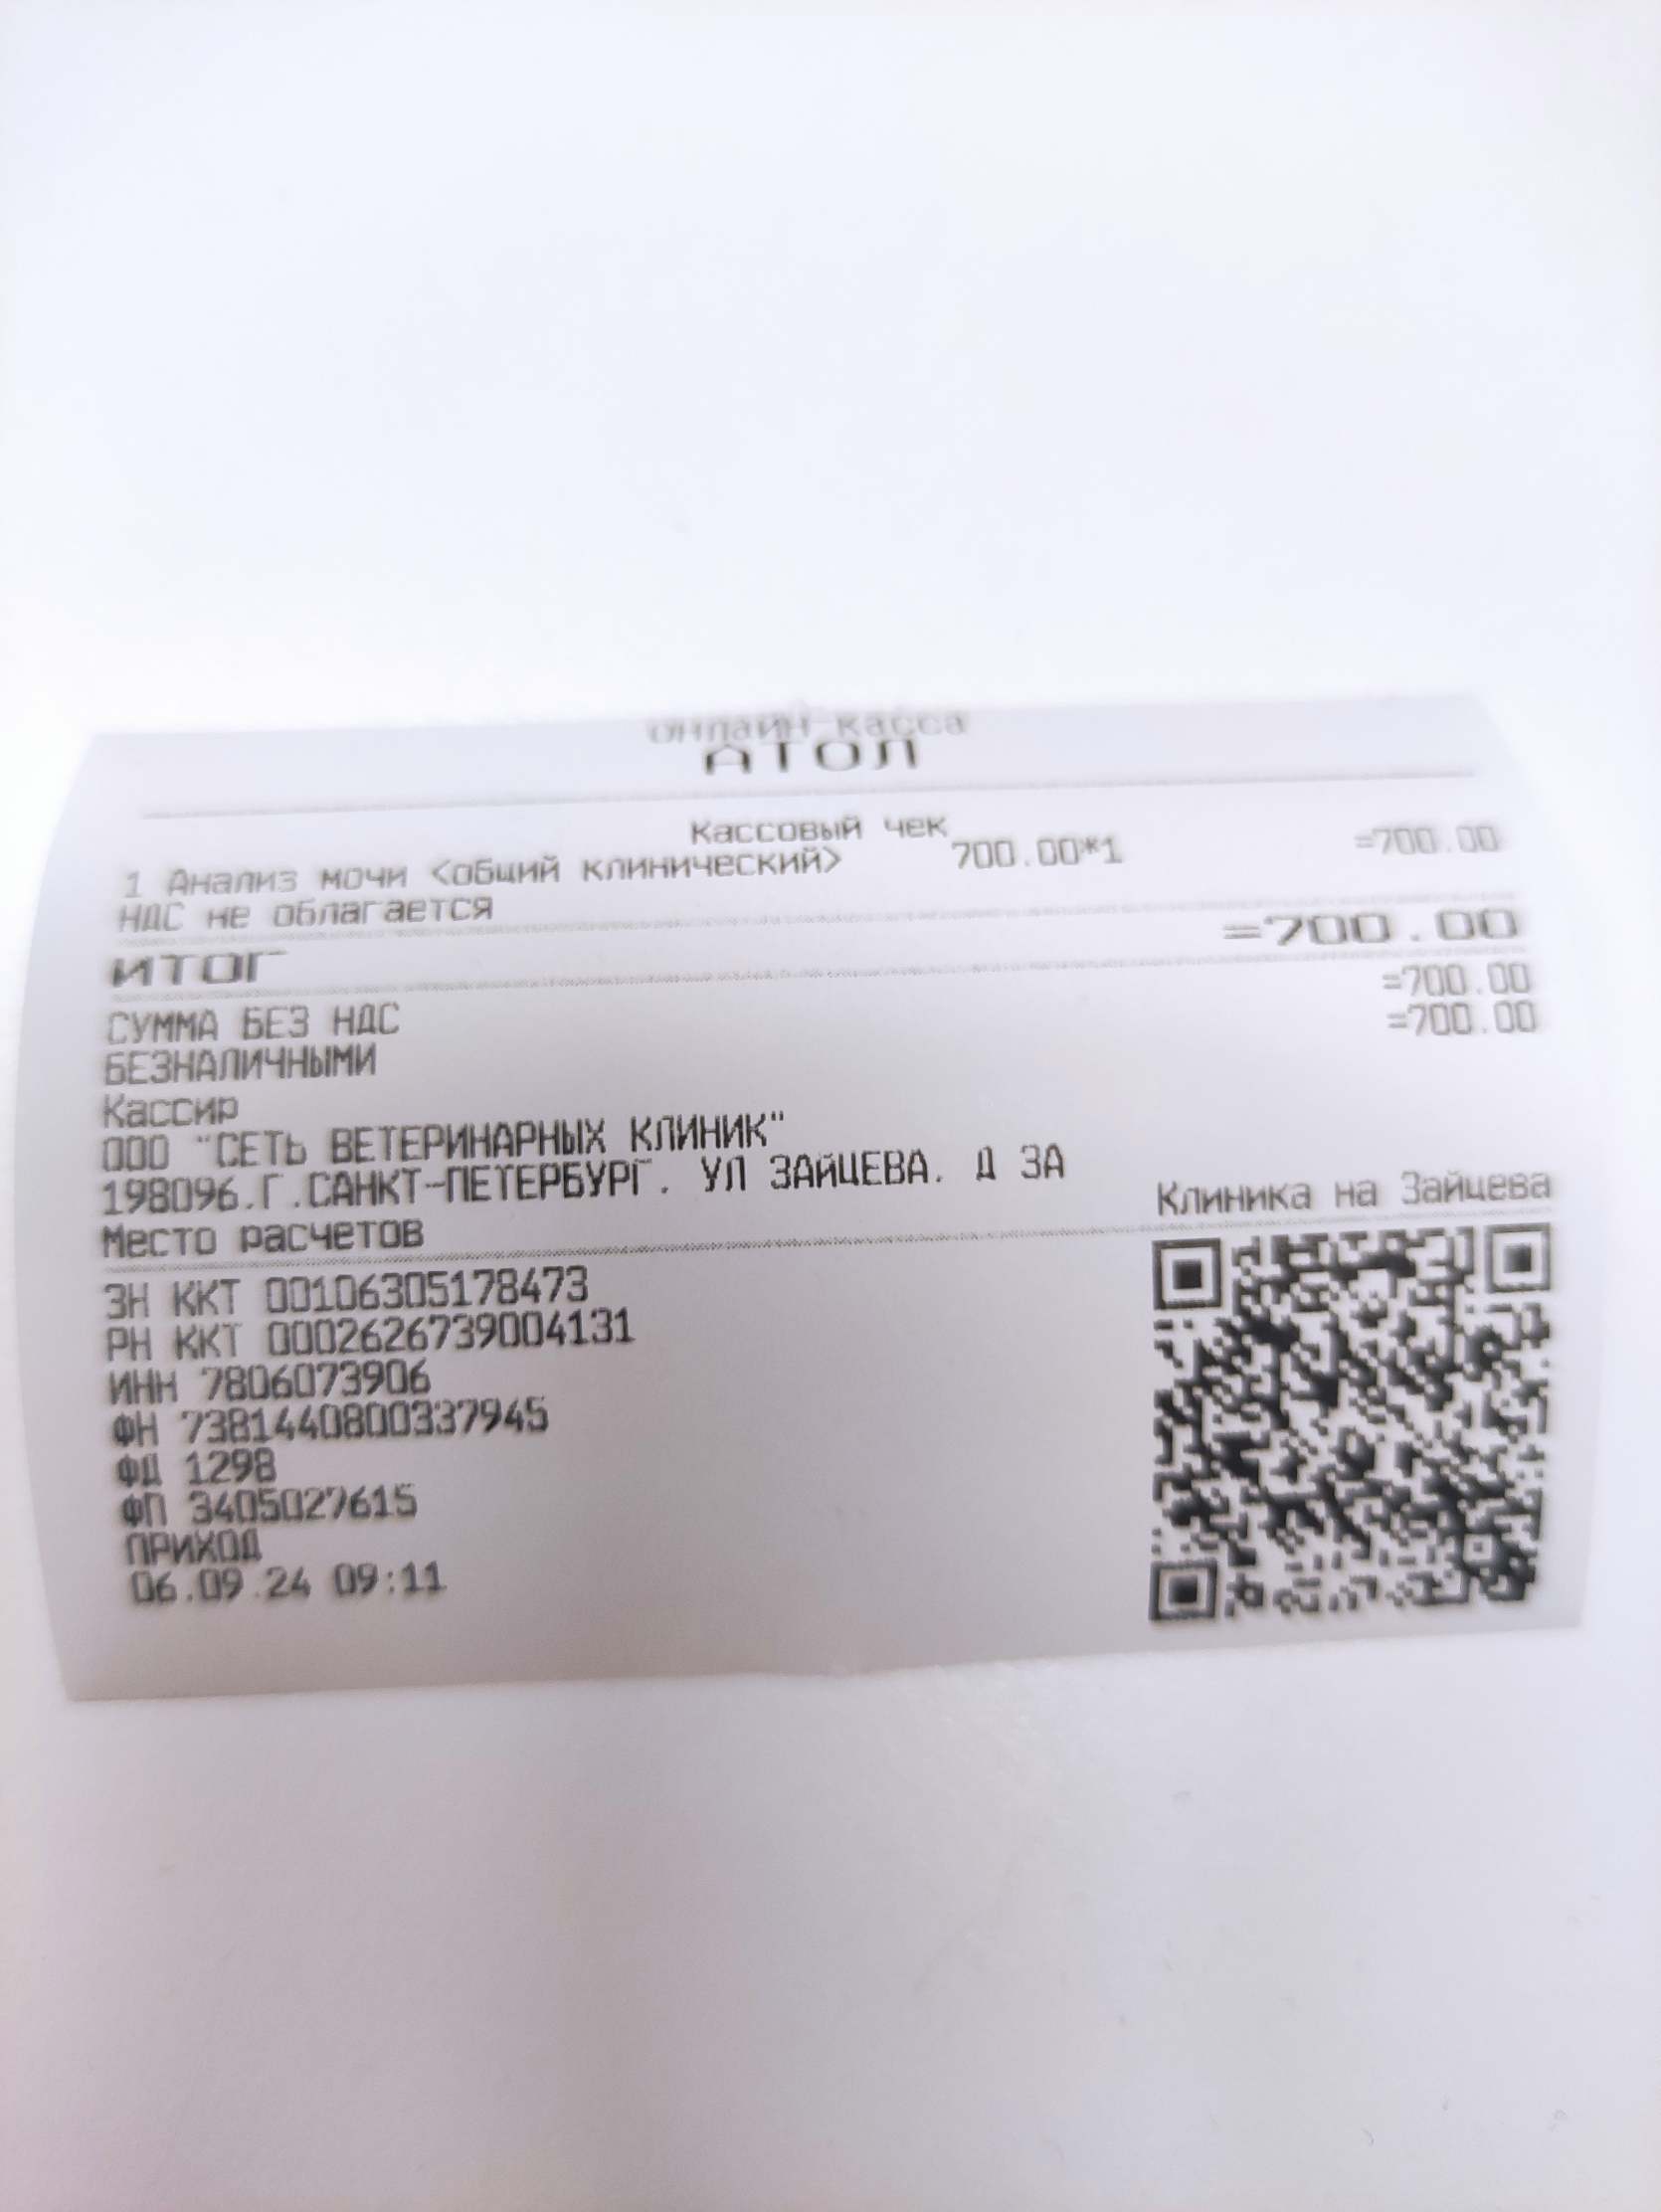 онлайн касса
АТОЛ
Кассовый чек
1 Анализ мочи <общий клинический> 700.00*1 =700.00
НДС не облагается
ИТОГ =700.00
СУММА БЕЗ НДС =700.00
БЕЗНАЛИЧНЫМИ =700.00
Кассир
ООО "СЕТЬ ВЕТЕРИНАРНЫХ КЛИНИК"
198096.Г.САНКТ-ПЕТЕРБУРГ. УЛ ЗАЙЦЕВА. Д 3А
Место расчетов Клиника на Зайцева
ЗН ККТ 00106305178473
РН ККТ 0002626739004131
ИНН 7806073906
ФН 7381440800337945
ФД 1298
ФП 3405027615
ПРИХОД
06.09.24 09:11